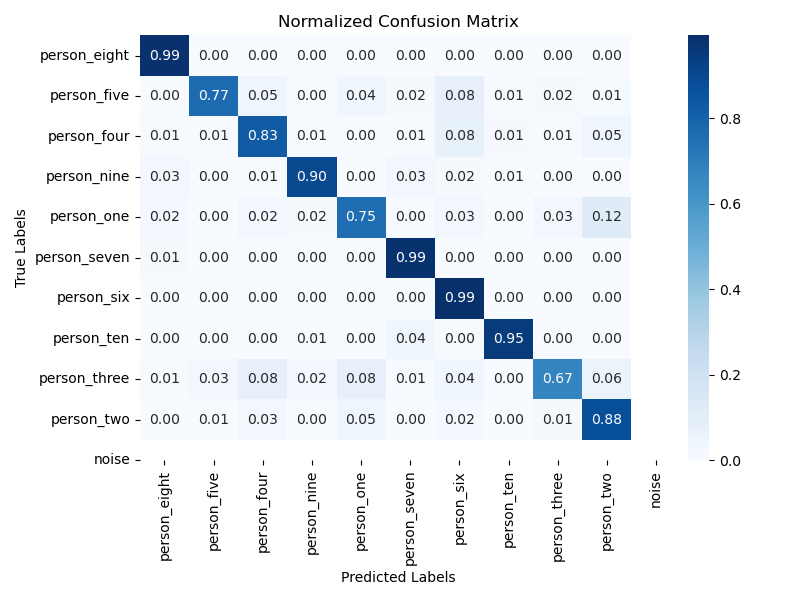 Normalized Confusion Matrix
True Labels
person_eight 0.99 0.00 0.00 0.00 0.00 0.00 0.00 0.00 0.00 0.00
person_five 0.00 0.77 0.05 0.00 0.04 0.02 0.08 0.01 0.02 0.01
person_four 0.01 0.01 0.83 0.01 0.00 0.01 0.08 0.01 0.01 0.05
person_nine 0.03 0.00 0.01 0.90 0.00 0.03 0.02 0.01 0.00 0.00
person_one 0.02 0.00 0.02 0.02 0.75 0.00 0.03 0.00 0.03 0.12
person_seven 0.01 0.00 0.00 0.00 0.00 0.99 0.00 0.00 0.00 0.00
person_six 0.00 0.00 0.00 0.00 0.00 0.00 0.99 0.00 0.00 0.00
person_ten 0.00 0.00 0.00 0.01 0.00 0.04 0.00 0.95 0.00 0.00
person_three 0.01 0.03 0.08 0.02 0.08 0.01 0.04 0.00 0.67 0.06
person_two 0.00 0.01 0.03 0.00 0.05 0.00 0.02 0.00 0.01 0.88
noise
person_eight person_five person_four person_nine person_one person_seven person_six person_ten person_three person_two noise
Predicted Labels
0.8
0.6
0.4
0.2
0.0